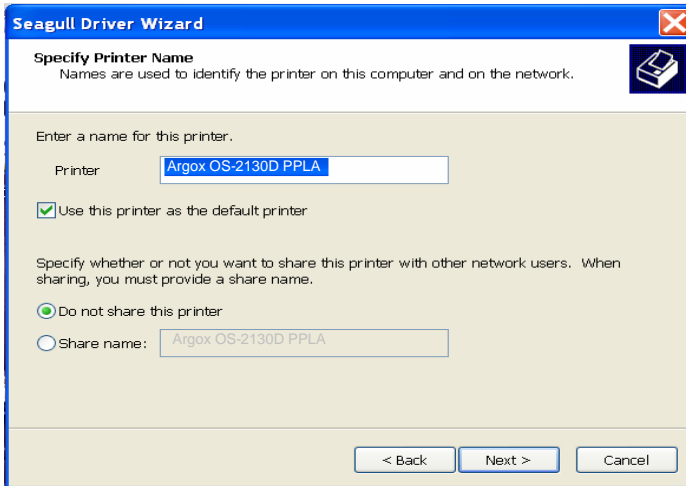 Seagull Driver Wizard
Specify Printer Name
Names are used to identify the printer on this computer and on the network.
Enter a name for this printer.
Printer Argox OS-2130D PPLA
Use this printer as the default printer
Specify whether or not you want to share this printer with other network users. When
sharing, you must provide a share name.
Do not share this printer
Share name: Argox OS-2130D PPLA
< Back Next > Cancel